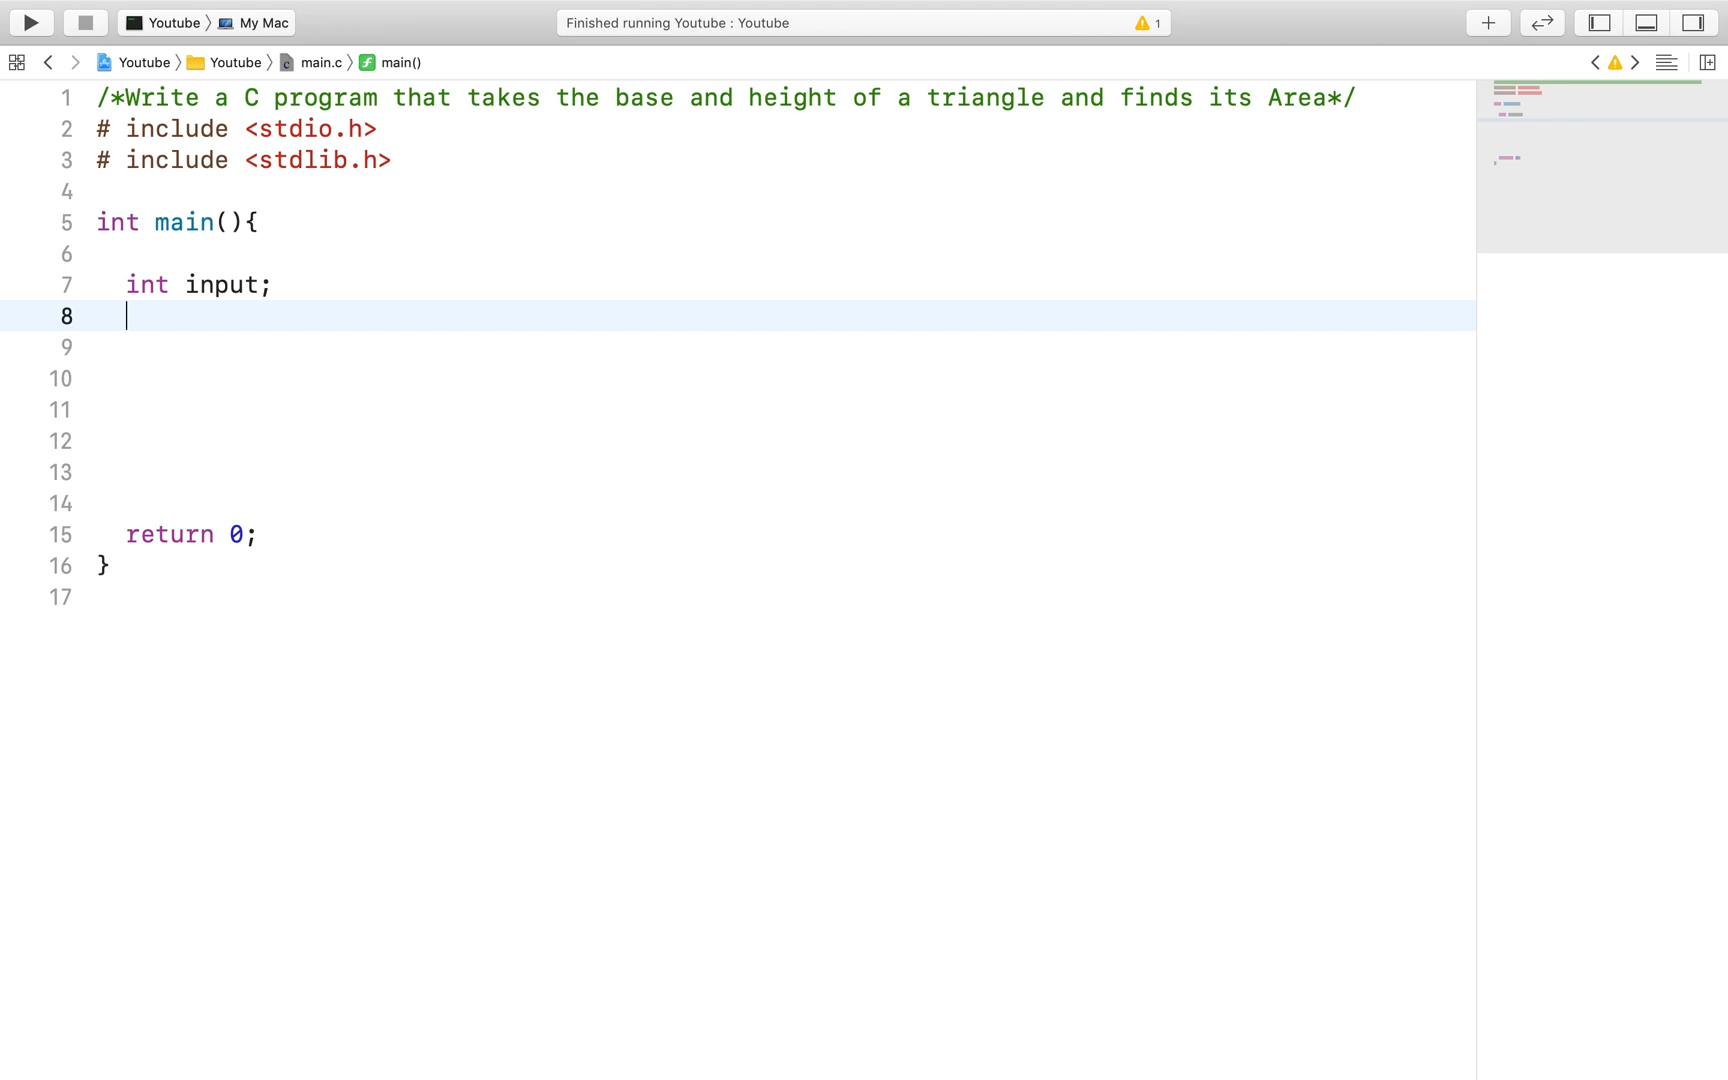 Youtube 〉 My Mac
Finished running Youtube : Youtube
1
Youtube 〉 Youtube 〉 main.c 〉 main()
1 /*Write a C program that takes the base and height of a triangle and finds its Area*/
2 # include <stdio.h>
3 # include <stdlib.h>
4
5 int main(){
6
7 int input;
8
9
10
11
12
13
14
15 return 0;
16 }
17